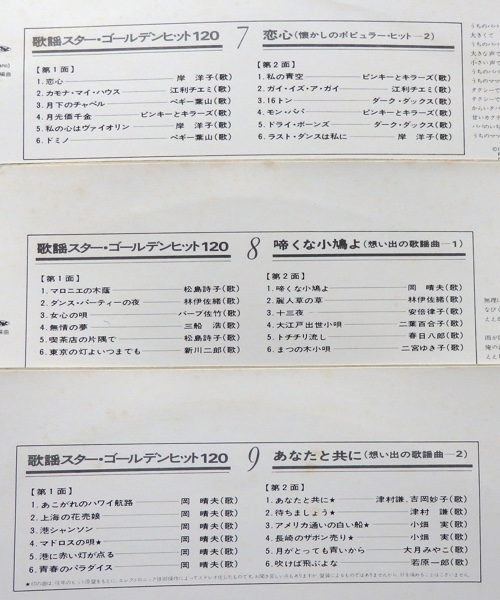 歌謡スター・ゴールデンヒット120 7 恋心(懐かしのポピュラー・ヒット―2)
【第1面】
1.恋心 岸 洋子(歌)
2.カモナ・マイ・ハウス 江利チエミ(歌)
3.月下のチャペル ペギー葉山(歌)
4.月光価千金 ピンキーとキラーズ(歌)
5.私の心はヴァイオリン 岸 洋子(歌)
6.ドミノ ペギー葉山(歌)
【第2面】
1.私の青空 ピンキーとキラーズ(歌)
2.ガイ・イズ・ア・ガイ 江利チエミ(歌)
3.16トン ダーク・ダックス(歌)
4.モン・パパ ピンキーとキラーズ(歌)
5.ドライ・ボーンズ ダーク・ダックス(歌)
6.ラスト・ダンスは私に 岸 洋子(歌)
歌謡スター・ゴールデンヒット120 8 啼くな小鳩よ(想い出の歌謡曲―1)
【第1面】
1.マロニエの木蔭 松島詩子(歌)
2.ダンス・パーティーの夜 林伊佐緒(歌)
3.女心の唄 バーブ佐竹(歌)
4.無情の夢 三船 浩(歌)
5.喫茶店の片隅で 松島詩子(歌)
6.東京の灯よいつまでも 新川二郎(歌)
【第2面】
1.啼くな小鳩よ 岡 晴夫(歌)
2.麗人草の草 林伊佐緒(歌)
3.十三夜 安倍律子(歌)
4.大江戸出世小唄 二葉百合子(歌)
5.トチチリ流し 春日八郎(歌)
6.まつの木小唄 二宮ゆき子(歌)
歌謡スター・ゴールデンヒット120 9 あなたと共に(想い出の歌謡曲―2)
【第1面】
1.あこがれのハワイ航路 岡 晴夫(歌)
2.上海の花売娘 岡 晴夫(歌)
3.港シャンソン 岡 晴夫(歌)
4.マドロスの唄★ 岡 晴夫(歌)
5.港に赤い灯が点る 岡 晴夫(歌)
6.青春のパラダイス 岡 晴夫(歌)
【第2面】
1.あなたと共に★ 津村謙、吉岡妙子(歌)
2.待ちましょう★ 津村 謙(歌)
3.アメリカ通いの白い船★ 小畑 実(歌)
4.長崎のザボン売り★ 小畑 実(歌)
5.月がとっても青いから 大月みやこ(歌)
6.吹けば飛ぶよな 若原一郎(歌)